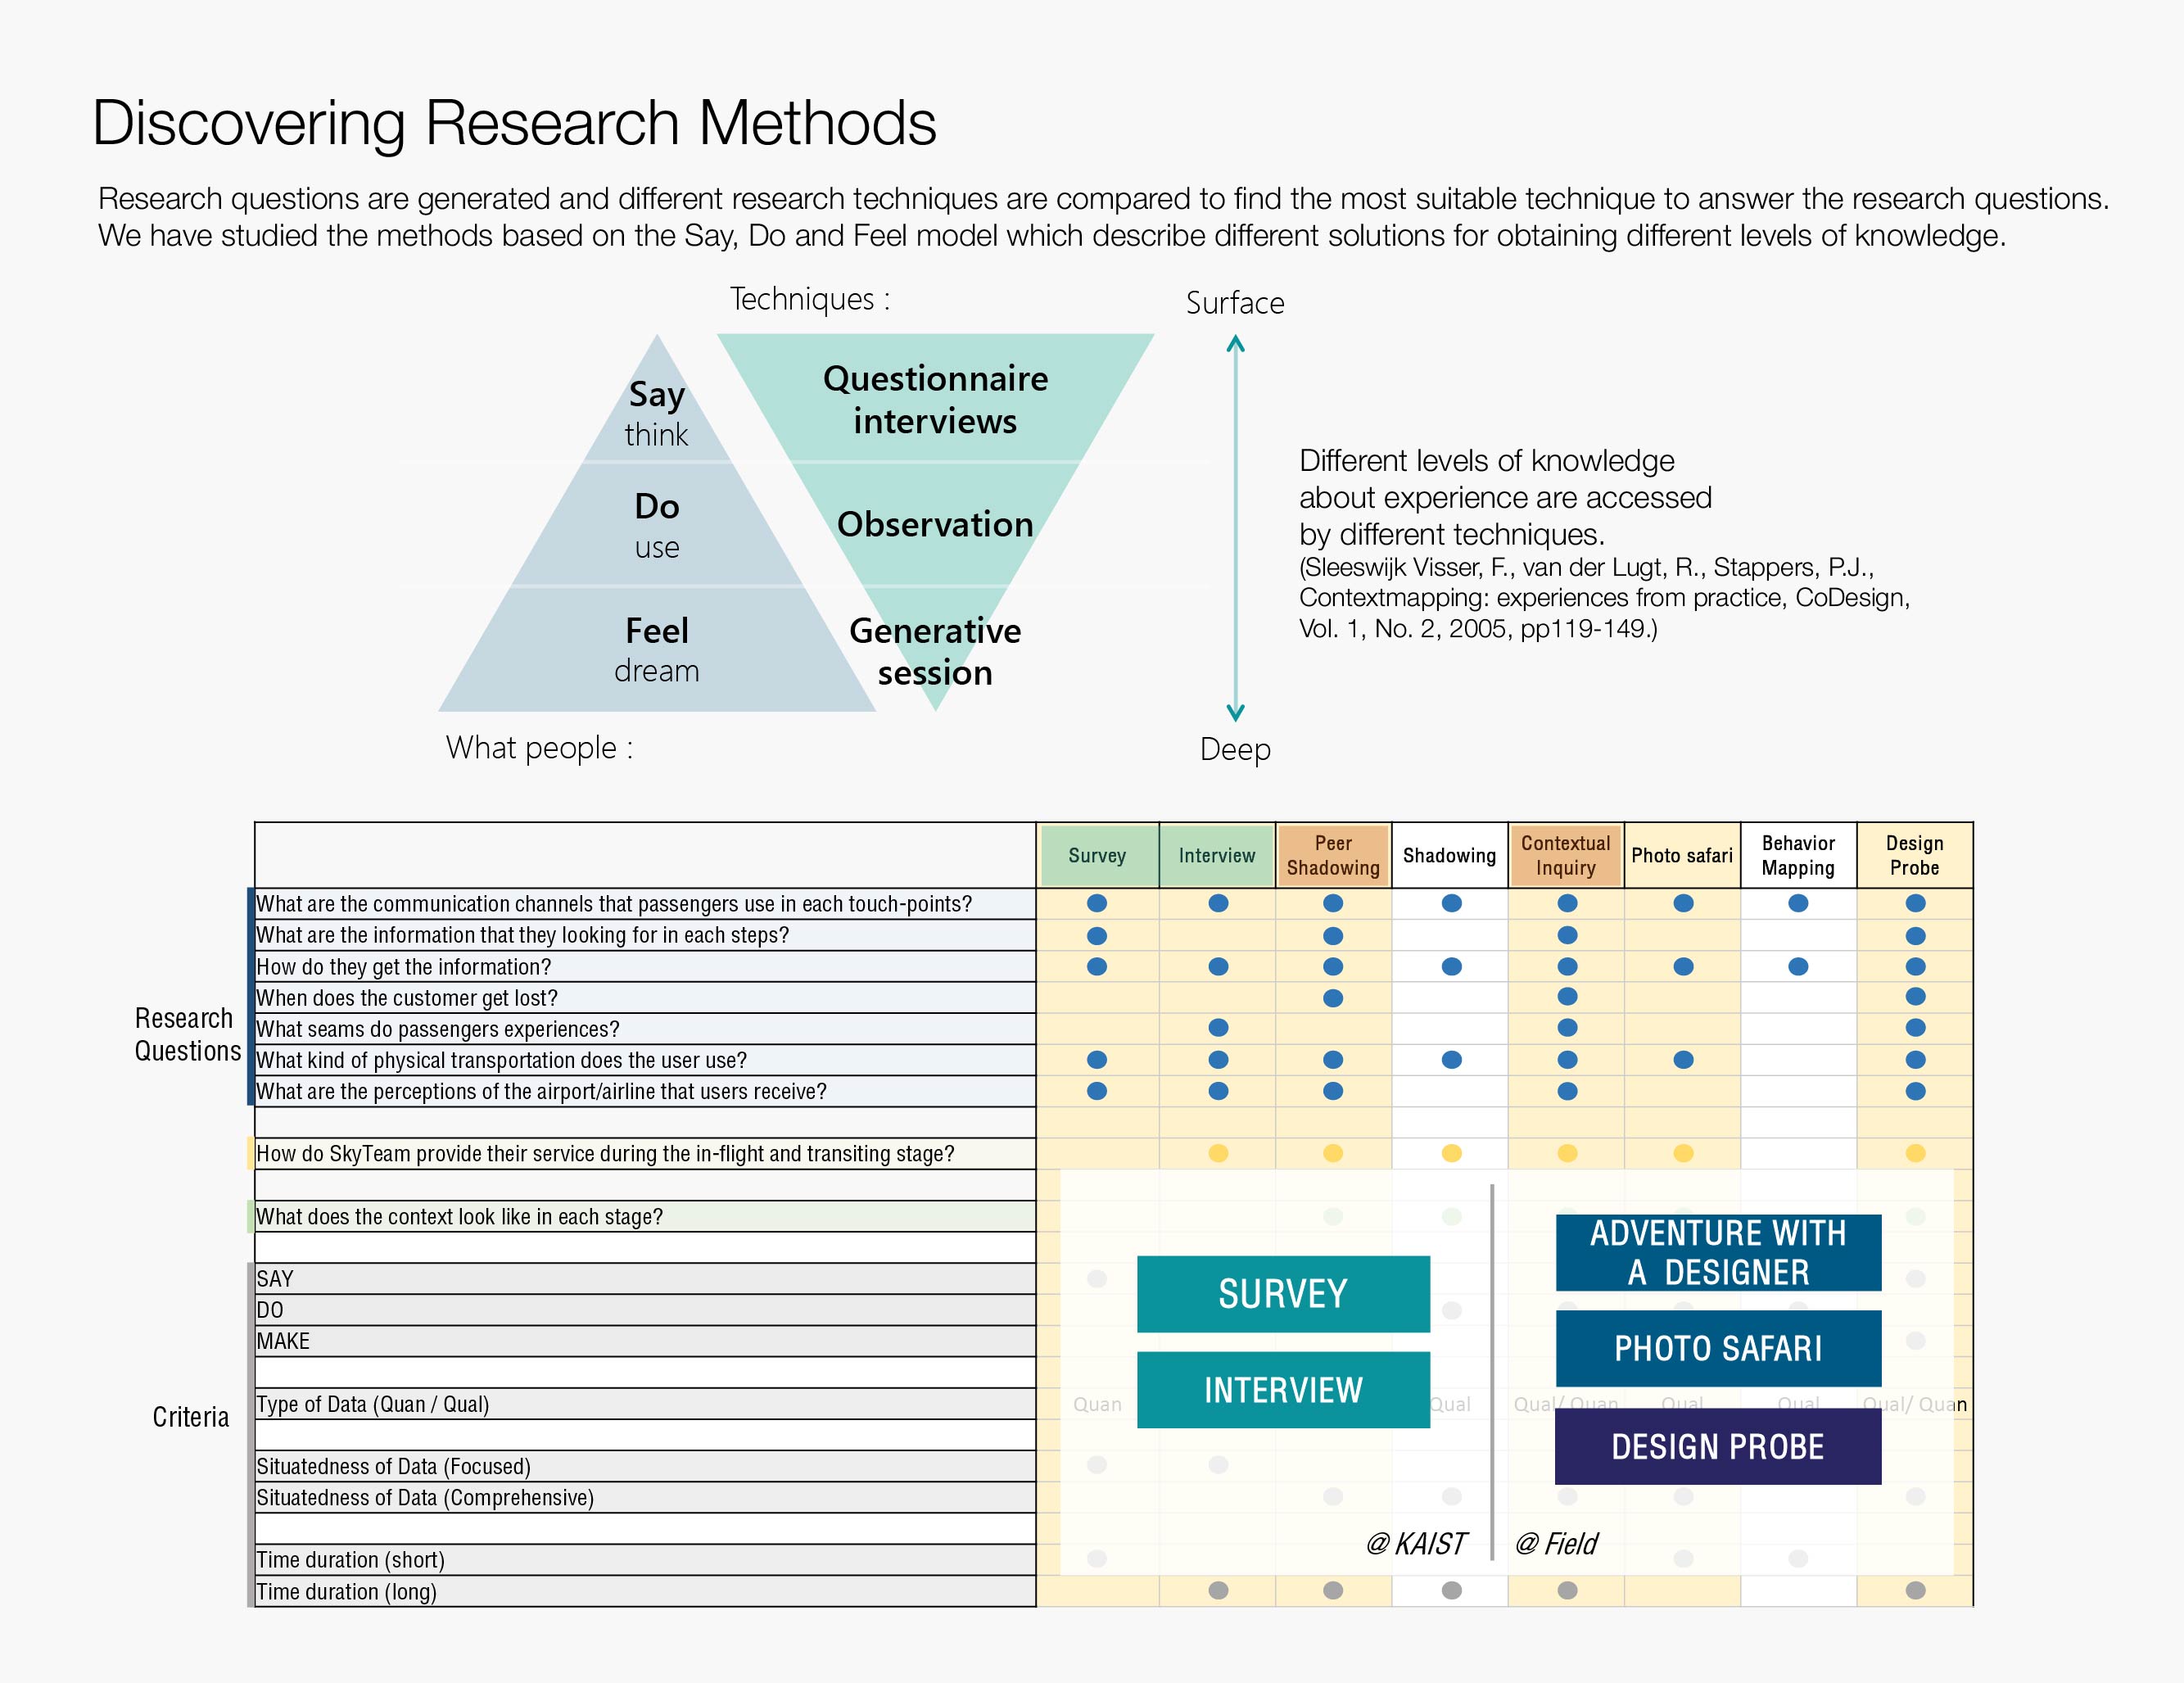 Discovering Research Methods
Research questions are generated and different research techniques are compared to find the most suitable technique to answer the research questions.
We have studied the methods based on the Say, Do and Feel model which describe different solutions for obtaining different levels of knowledge.
Techniques :
Surface
Say
think
Questionnaire
interviews
Do
use
Observation
Feel
dream
Generative
session
What people :
Deep
Different levels of knowledge
about experience are accessed
by different techniques.
(Sleeswijk Visser, F., van der Lugt, R., Stappers, P.J.,
Contextmapping: experiences from practice, CoDesign,
Vol. 1, No. 2, 2005, pp119-149.)
Survey
Interview
Peer
Shadowing
Shadowing
Contextual
Inquiry
Photo safari
Behavior
Mapping
Design
Probe
Research
Questions
What are the communication channels that passengers use in each touch-points?
What are the information that they looking for in each steps?
How do they get the information?
When does the customer get lost?
What seams do passengers experiences?
What kind of physical transportation does the user use?
What are the perceptions of the airport/airline that users receive?
How do SkyTeam provide their service during the in-flight and transiting stage?
What does the context look like in each stage?
Criteria
SAY
DO
MAKE
Type of Data (Quan / Qual)
Quan
Qual
Qual/ Quan
Qual
Qual
Qual/ Quan
Situatedness of Data (Focused)
Situatedness of Data (Comprehensive)
Time duration (short)
Time duration (long)
SURVEY
INTERVIEW
@ KAIST
ADVENTURE WITH
A DESIGNER
PHOTO SAFARI
DESIGN PROBE
@ Field